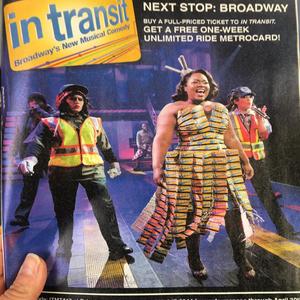 in transit
Broadway's New Musical Comedy
NEXT STOP: BROADWAY
BUY A FULL-PRICED TICKET TO IN TRANSIT.
GET A FREE ONE-WEEK
UNLIMITED RIDE METROCARD!